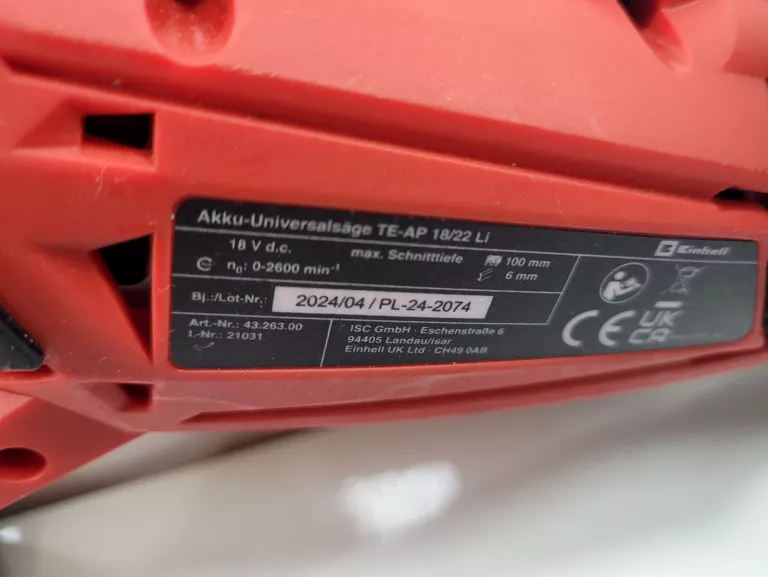 Akku-Universalsäge TE-AP 18/22 Li
Einhell
18 V d.c.
n₀: 0-2600 min⁻¹
max. Schnitttiefe
100 mm
6 mm
Bj.:/Lot-Nr.: 2024/04 / PL-24-2074
Art.-Nr.: 43.263.00
I.-Nr.: 21031
ISC GmbH · Eschenstraße 6
94405 Landau/Isar
Einhell UK Ltd · CH49 0AB
CE
UK
CA